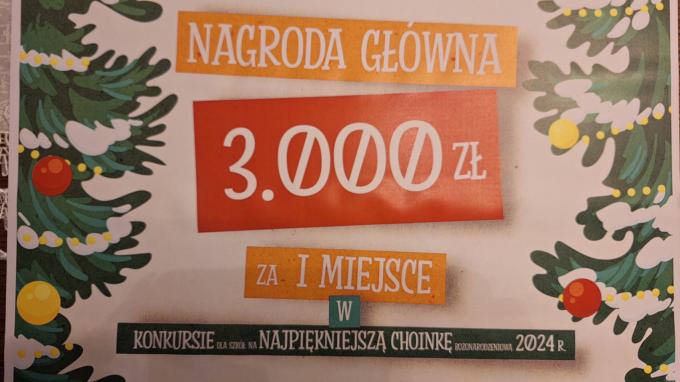 NAGRODA GŁÓWNA
3.000 ZŁ
ZA I MIEJSCE
W
KONKURSIE DLA SZKÓŁ NA NAJPIĘKNIEJSZĄ CHOINKĘ BOŻONARODZENIOWĄ 2024 R.